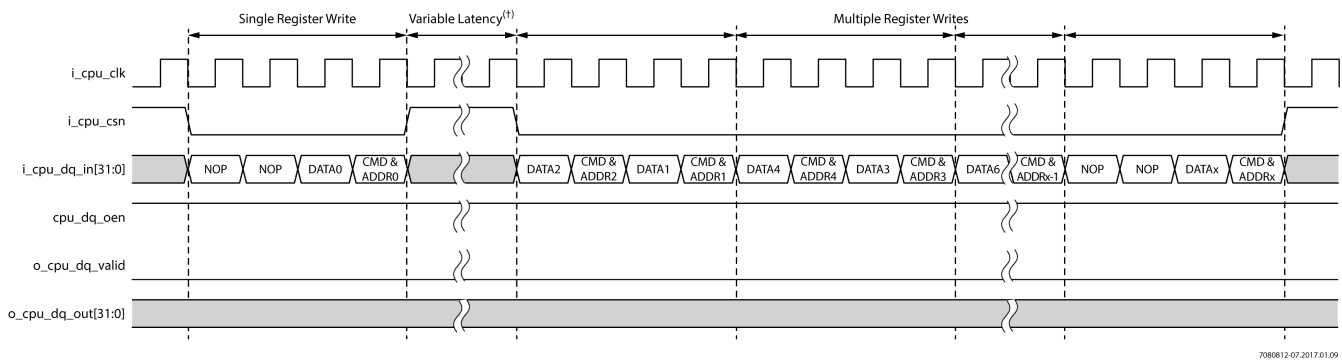 Single Register Write
Variable Latency(†)
Multiple Register Writes
i_cpu_clk
i_cpu_csn
i_cpu_dq_in[31:0]
NOP
NOP
DATA0
CMD &
ADDR0
DATA2
CMD &
ADDR2
DATA1
CMD &
ADDR1
DATA4
CMD &
ADDR4
DATA3
CMD &
ADDR3
DATA6
CMD &
ADDRx-1
NOP
NOP
DATAx
CMD &
ADDRx
cpu_dq_oen
o_cpu_dq_valid
o_cpu_dq_out[31:0]
7080812-07.2017.01.09